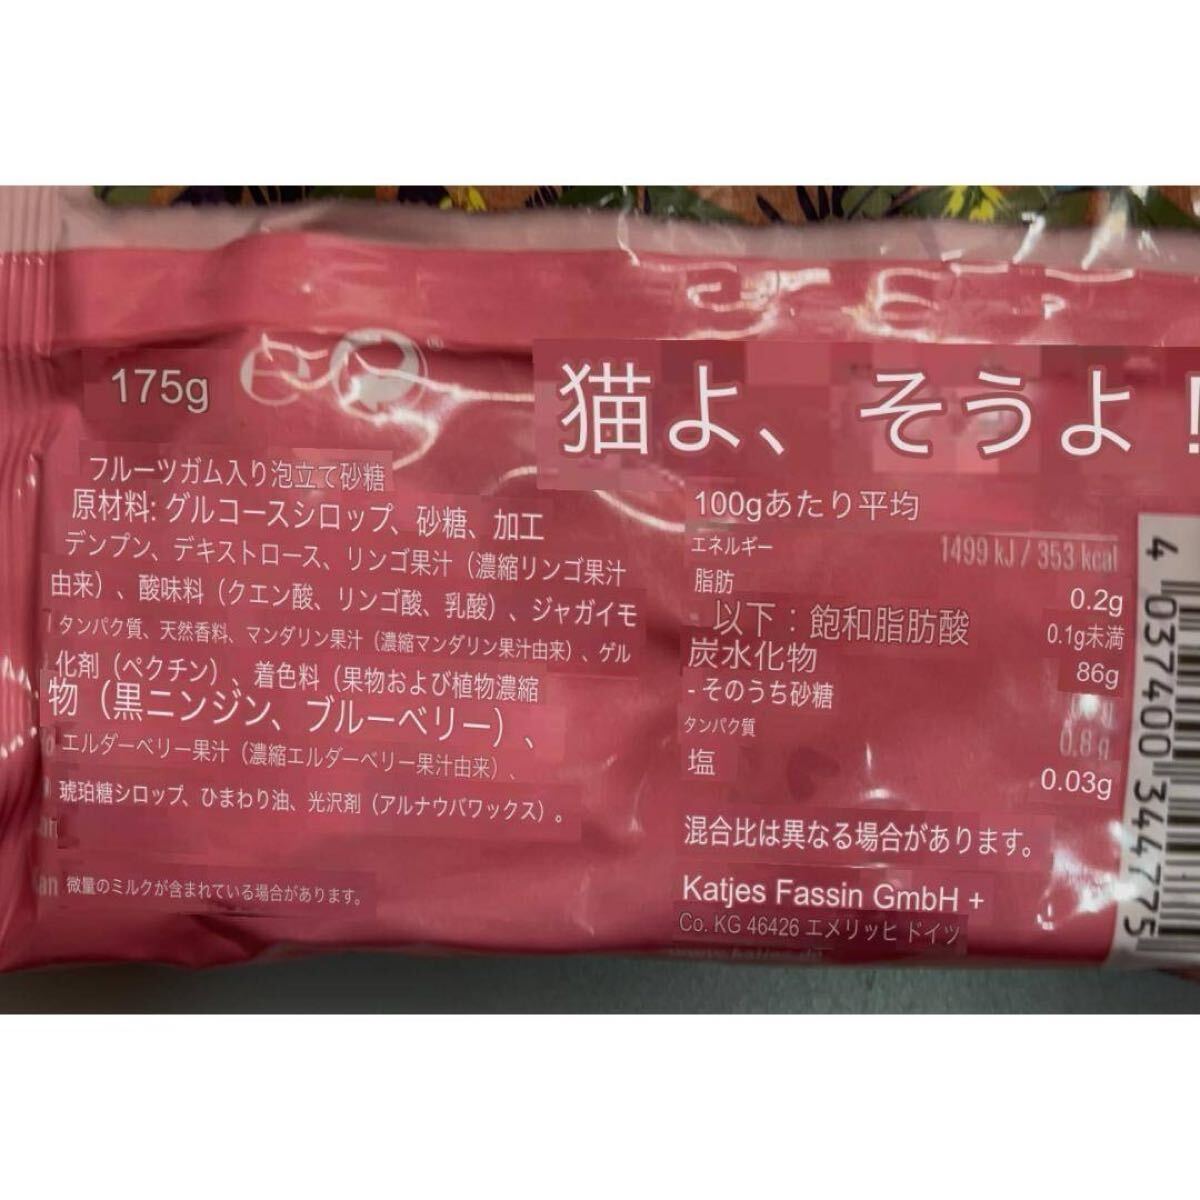 175g
猫よ、そうよ！
フルーツガム入り泡立て砂糖
原材料: グルコースシロップ、砂糖、加工
デンプン、デキストロース、リンゴ果汁（濃縮リンゴ果汁
由来）、酸味料（クエン酸、リンゴ酸、乳酸）、ジャガイモ
タンパク質、天然香料、マンダリン果汁（濃縮マンダリン果汁由来）、ゲル
化剤（ペクチン）、着色料（果物および植物濃縮
物（黒ニンジン、ブルーベリー）、
エルダーベリー果汁（濃縮エルダーベリー果汁由来）、
琥珀糖シロップ、ひまわり油、光沢剤（アルナウバワックス）。
微量のミルクが含まれている場合があります。
100gあたり平均
エネルギー 1499 kJ / 353 kcal
脂肪 0.2g
以下：飽和脂肪酸 0.1g未満
炭水化物 86g
- そのうち砂糖
タンパク質 0.8 g
塩 0.03g
混合比は異なる場合があります。
Katjes Fassin GmbH +
Co. KG 46426 エメリッヒ ドイツ
4 037400 344775